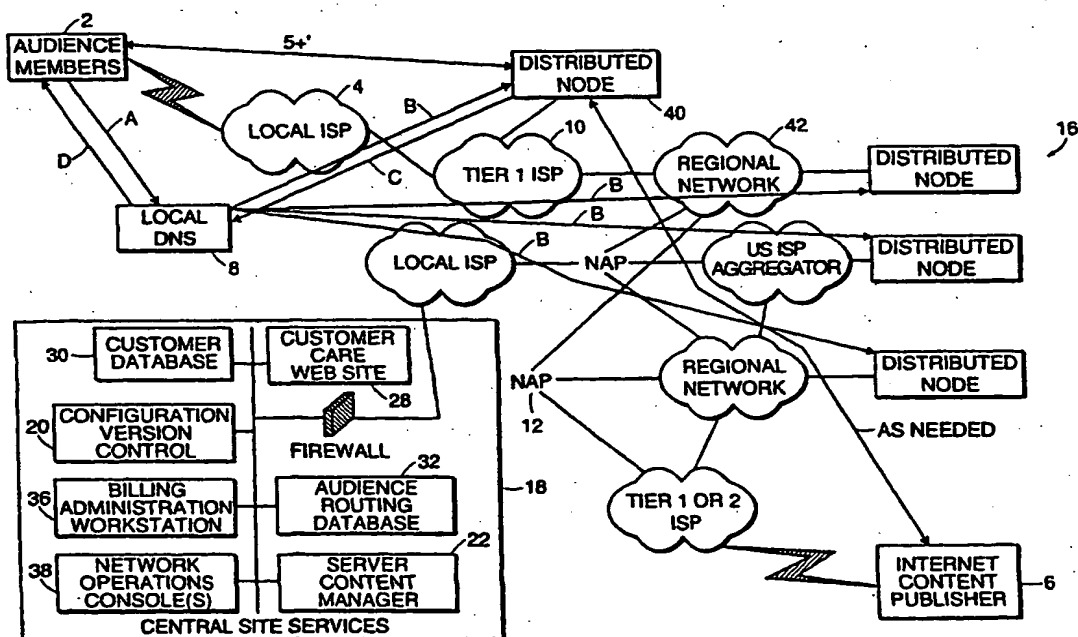 2
AUDIENCE
MEMBERS
5+'
DISTRIBUTED
NODE
40
4
LOCAL ISP
A
D
B
C
10
TIER 1 ISP
42
REGIONAL
NETWORK
DISTRIBUTED
NODE
16
LOCAL
DNS
8
B
B
B
LOCAL ISP
NAP
US ISP
AGGREGATOR
DISTRIBUTED
NODE
NAP
12
REGIONAL
NETWORK
DISTRIBUTED
NODE
AS NEEDED
TIER 1 OR 2
ISP
INTERNET
CONTENT
PUBLISHER
6
30
CUSTOMER
DATABASE
CUSTOMER
CARE
WEB SITE
28
20
CONFIGURATION
VERSION
CONTROL
FIREWALL
36
BILLING
ADMINISTRATION
WORKSTATION
32
AUDIENCE
ROUTING
DATABASE
18
38
NETWORK
OPERATIONS
CONSOLE(S)
22
SERVER
CONTENT
MANAGER
CENTRAL SITE SERVICES